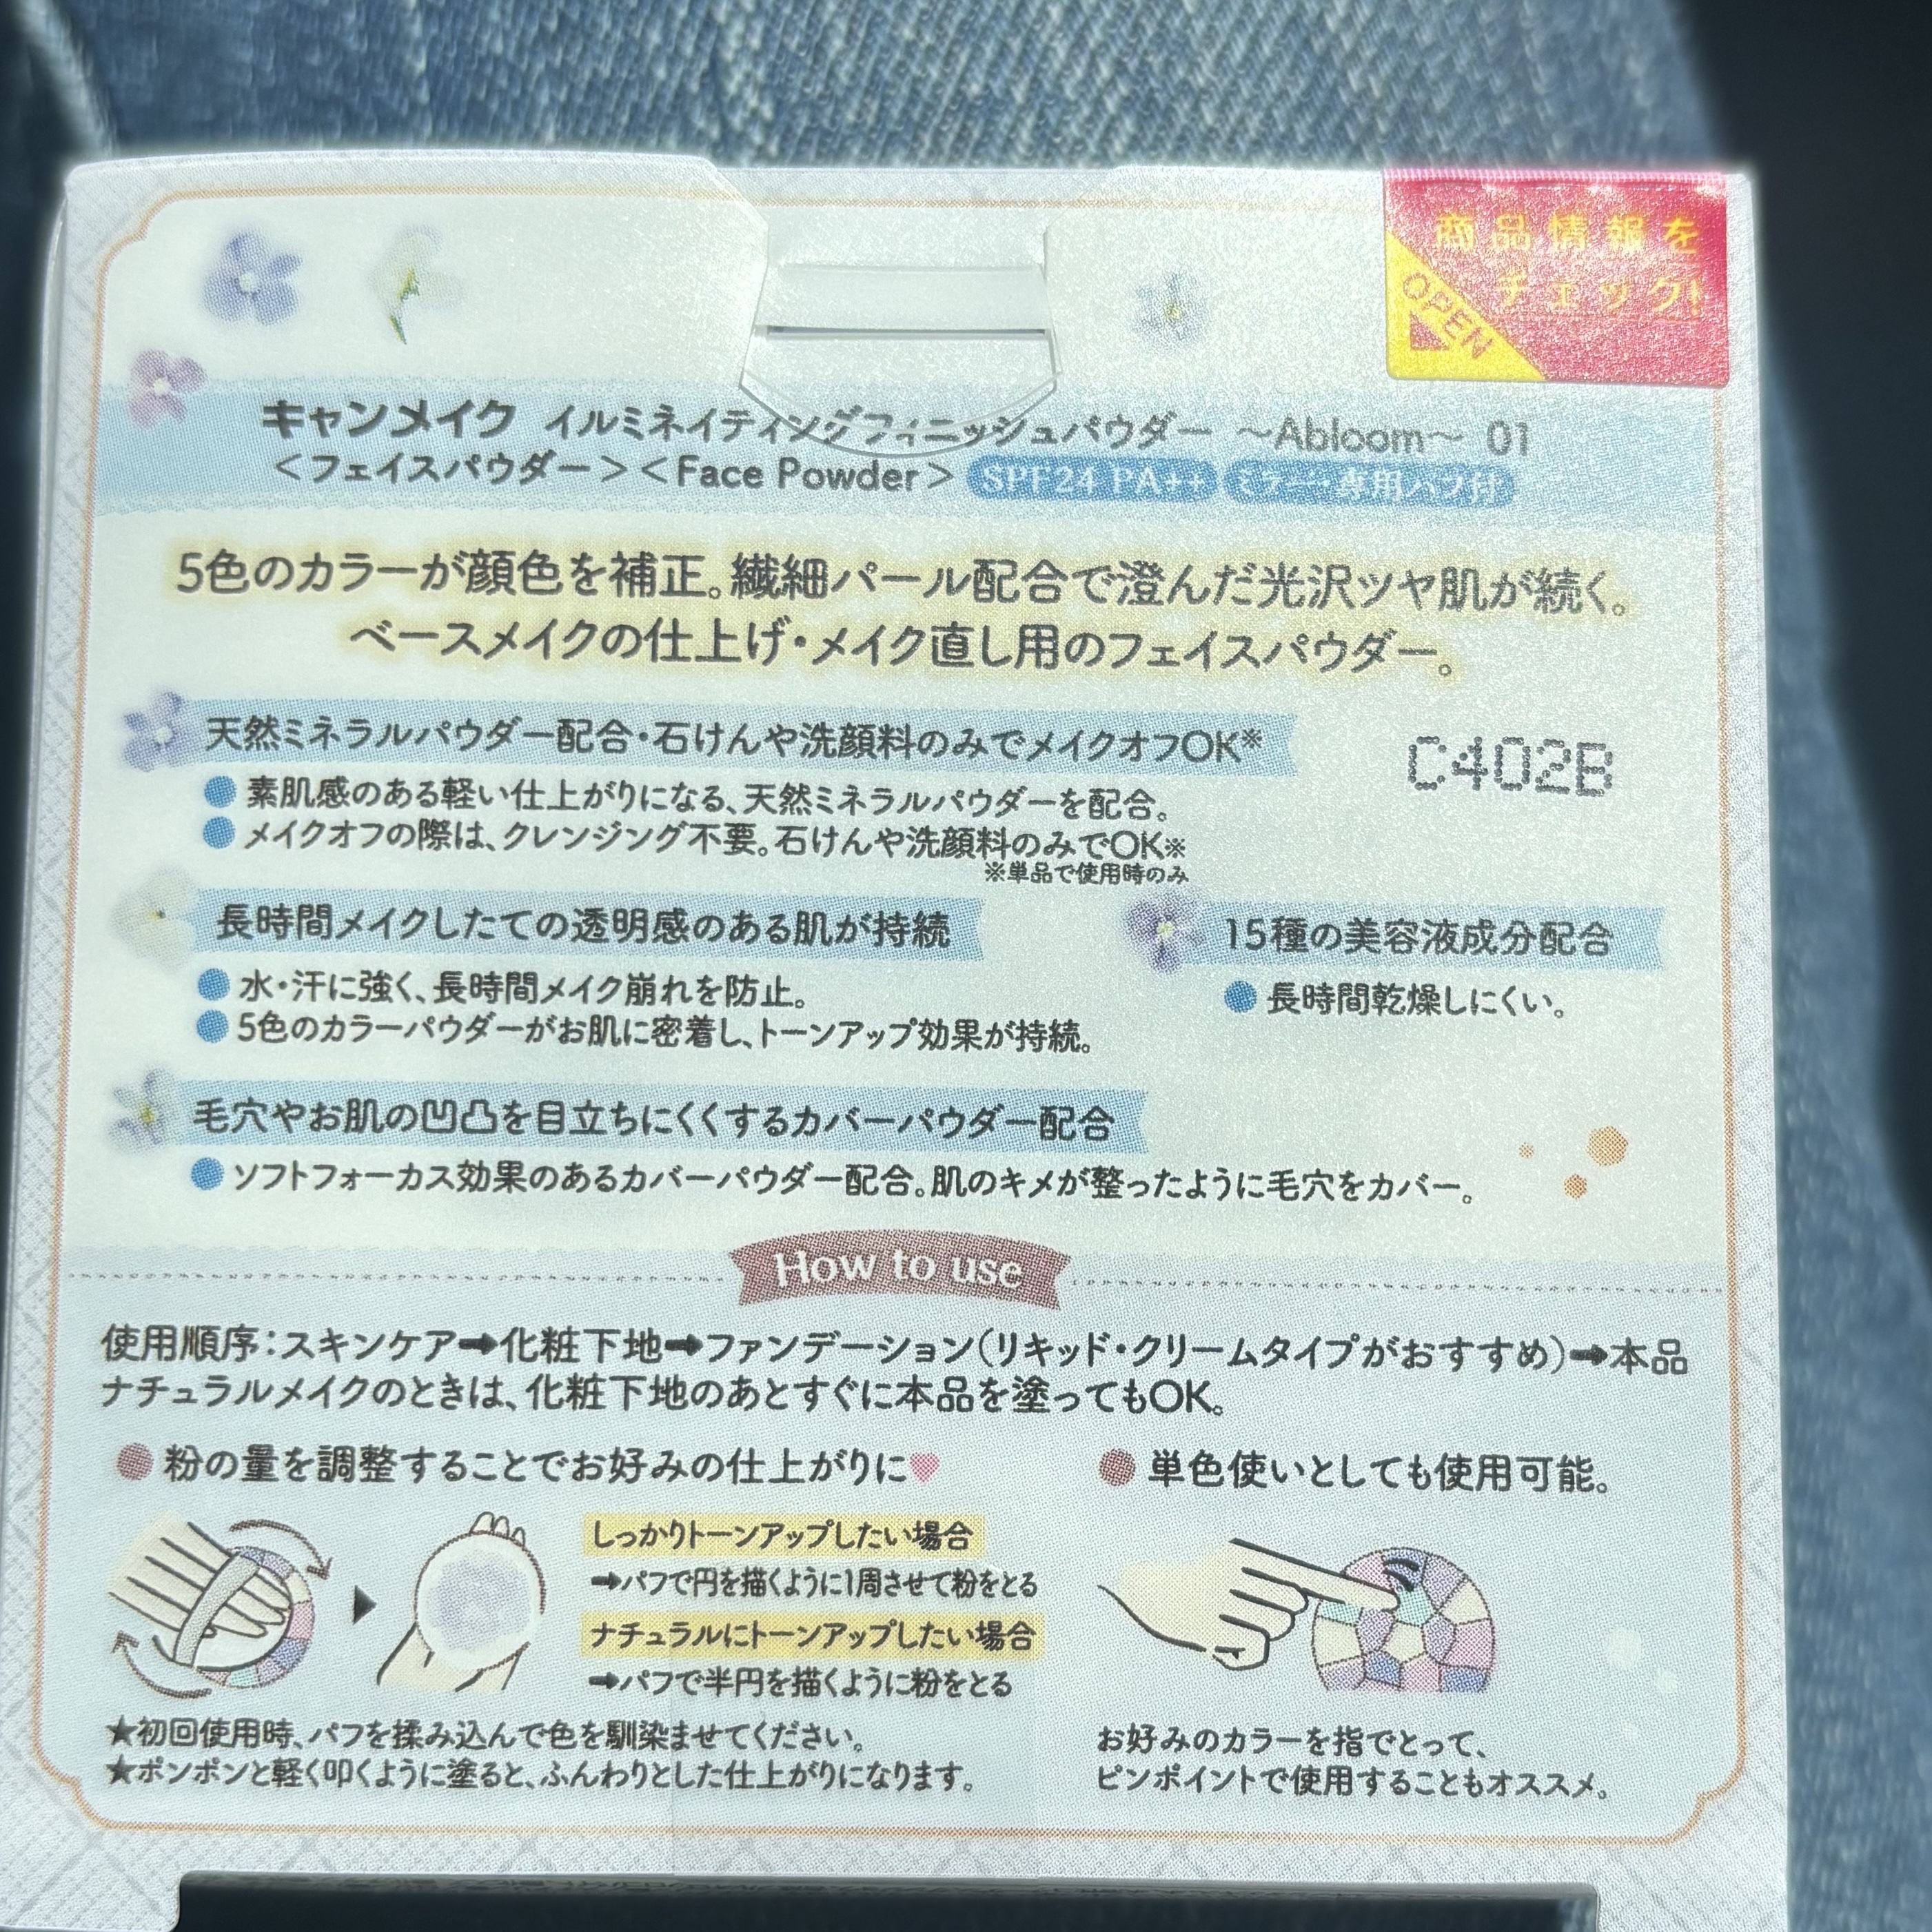 商品情報を
チェック!
OPEN
キャンメイク イルミネイティングフィニッシュパウダー ～Abloom～ 01
＜フェイスパウダー＞＜Face Powder＞ SPF24 PA++ ミラー・専用パフ付
5色のカラーが顔色を補正。繊細パール配合で澄んだ光沢ツヤ肌が続く。
ベースメイクの仕上げ・メイク直し用のフェイスパウダー。
天然ミネラルパウダー配合・石けんや洗顔料のみでメイクオフOK※
C402B
●素肌感のある軽い仕上がりになる、天然ミネラルパウダーを配合。
●メイクオフの際は、クレンジング不要。石けんや洗顔料のみでOK※
※単品で使用時のみ
長時間メイクしたての透明感のある肌が持続
●水・汗に強く、長時間メイク崩れを防止。
●5色のカラーパウダーがお肌に密着し、トーンアップ効果が持続。
15種の美容液成分配合
●長時間乾燥しにくい。
毛穴やお肌の凹凸を目立ちにくくするカバーパウダー配合
●ソフトフォーカス効果のあるカバーパウダー配合。肌のキメが整ったように毛穴をカバー。
How to use
使用順序：スキンケア➡化粧下地➡ファンデーション(リキッド・クリームタイプがおすすめ)➡本品
ナチュラルメイクのときは、化粧下地のあとすぐに本品を塗ってもOK。
●粉の量を調整することでお好みの仕上がりに♥
しっかりトーンアップしたい場合
➡パフで円を描くように1周させて粉をとる
ナチュラルにトーンアップしたい場合
➡パフで半円を描くように粉をとる
★初回使用時、パフを揉み込んで色を馴染ませてください。
★ポンポンと軽く叩くように塗ると、ふんわりとした仕上がりになります。
●単色使いとしても使用可能。
お好みのカラーを指でとって、
ピンポイントで使用することもオススメ。